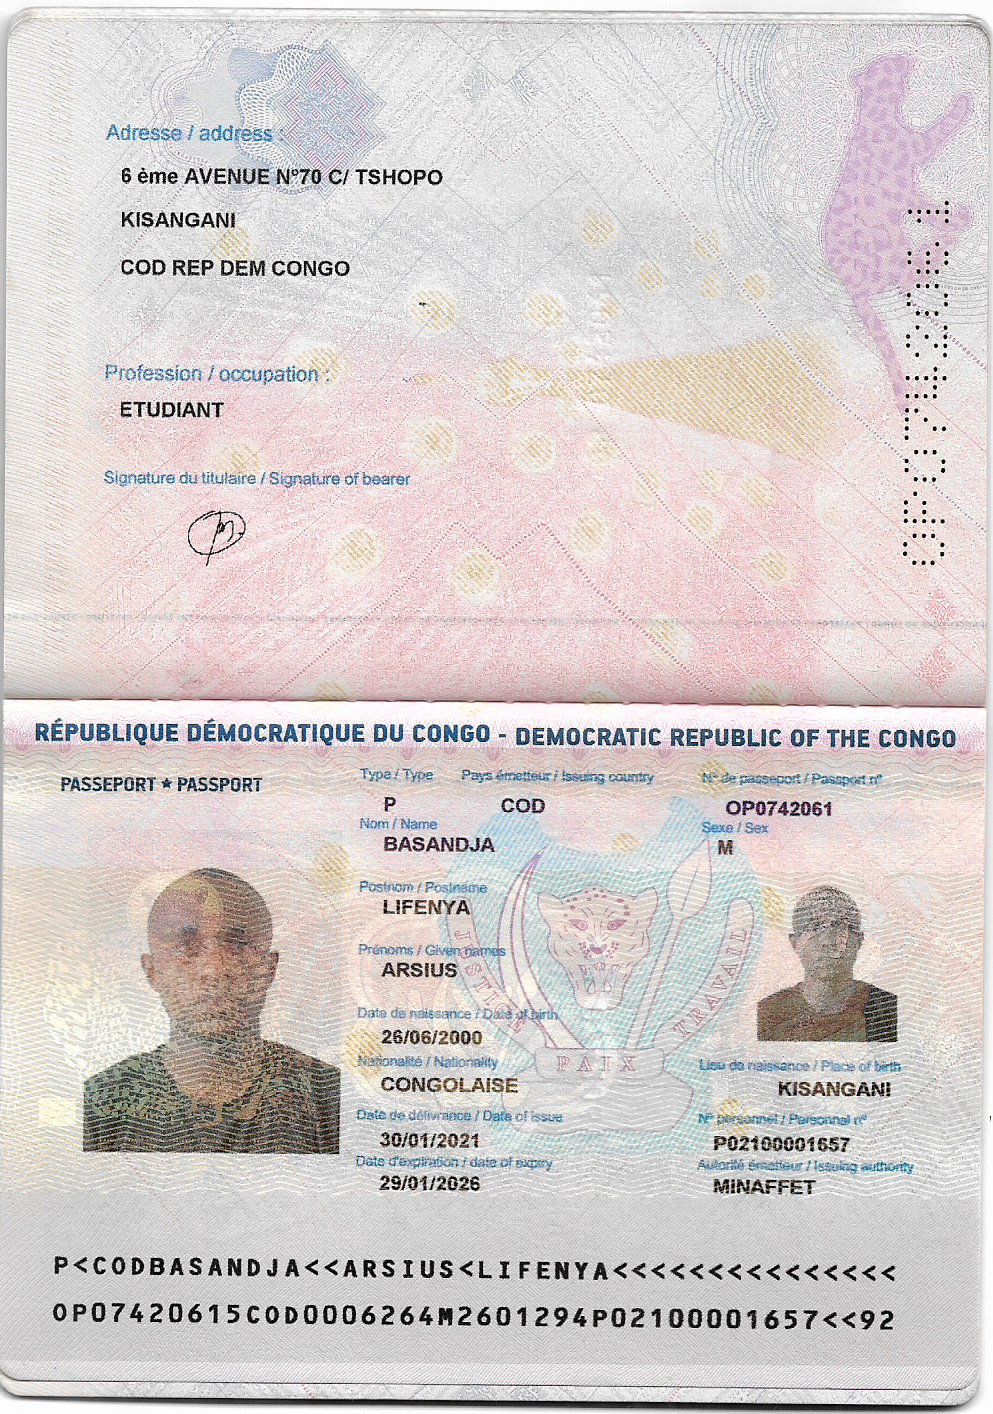 Adresse / address :
6 ème AVENUE N°70 C/ TSHOPO
KISANGANI
COD REP DEM CONGO
Profession / occupation :
ETUDIANT
Signature du titulaire / Signature of bearer
OP0742061
RÉPUBLIQUE DÉMOCRATIQUE DU CONGO - DEMOCRATIC REPUBLIC OF THE CONGO
PASSEPORT ★ PASSPORT
Type / Type Pays émetteur / Issuing country N° de passeport / Passport n°
P COD OP0742061
Nom / Name Sexe / Sex
BASANDJA M
Postnom / Postname
LIFENYA
Prénoms / Given names
ARSIUS
JUSTICE PAIX TRAVAIL
Date de naissance / Date of birth
26/06/2000
Nationalité / Nationality Lieu de naissance / Place of birth
CONGOLAISE KISANGANI
Date de délivrance / Date of issue N° personnel / Personnal n°
30/01/2021 P02100001657
Date d'expiration / date of expiry Autorité émetteur / Issuing authority
29/01/2026 MINAFFET
P<CODBASANDJA<<ARSIUS<LIFENYA<<<<<<<<<<<<<<<
OP07420615COD0006264M2601294P02100001657<<92